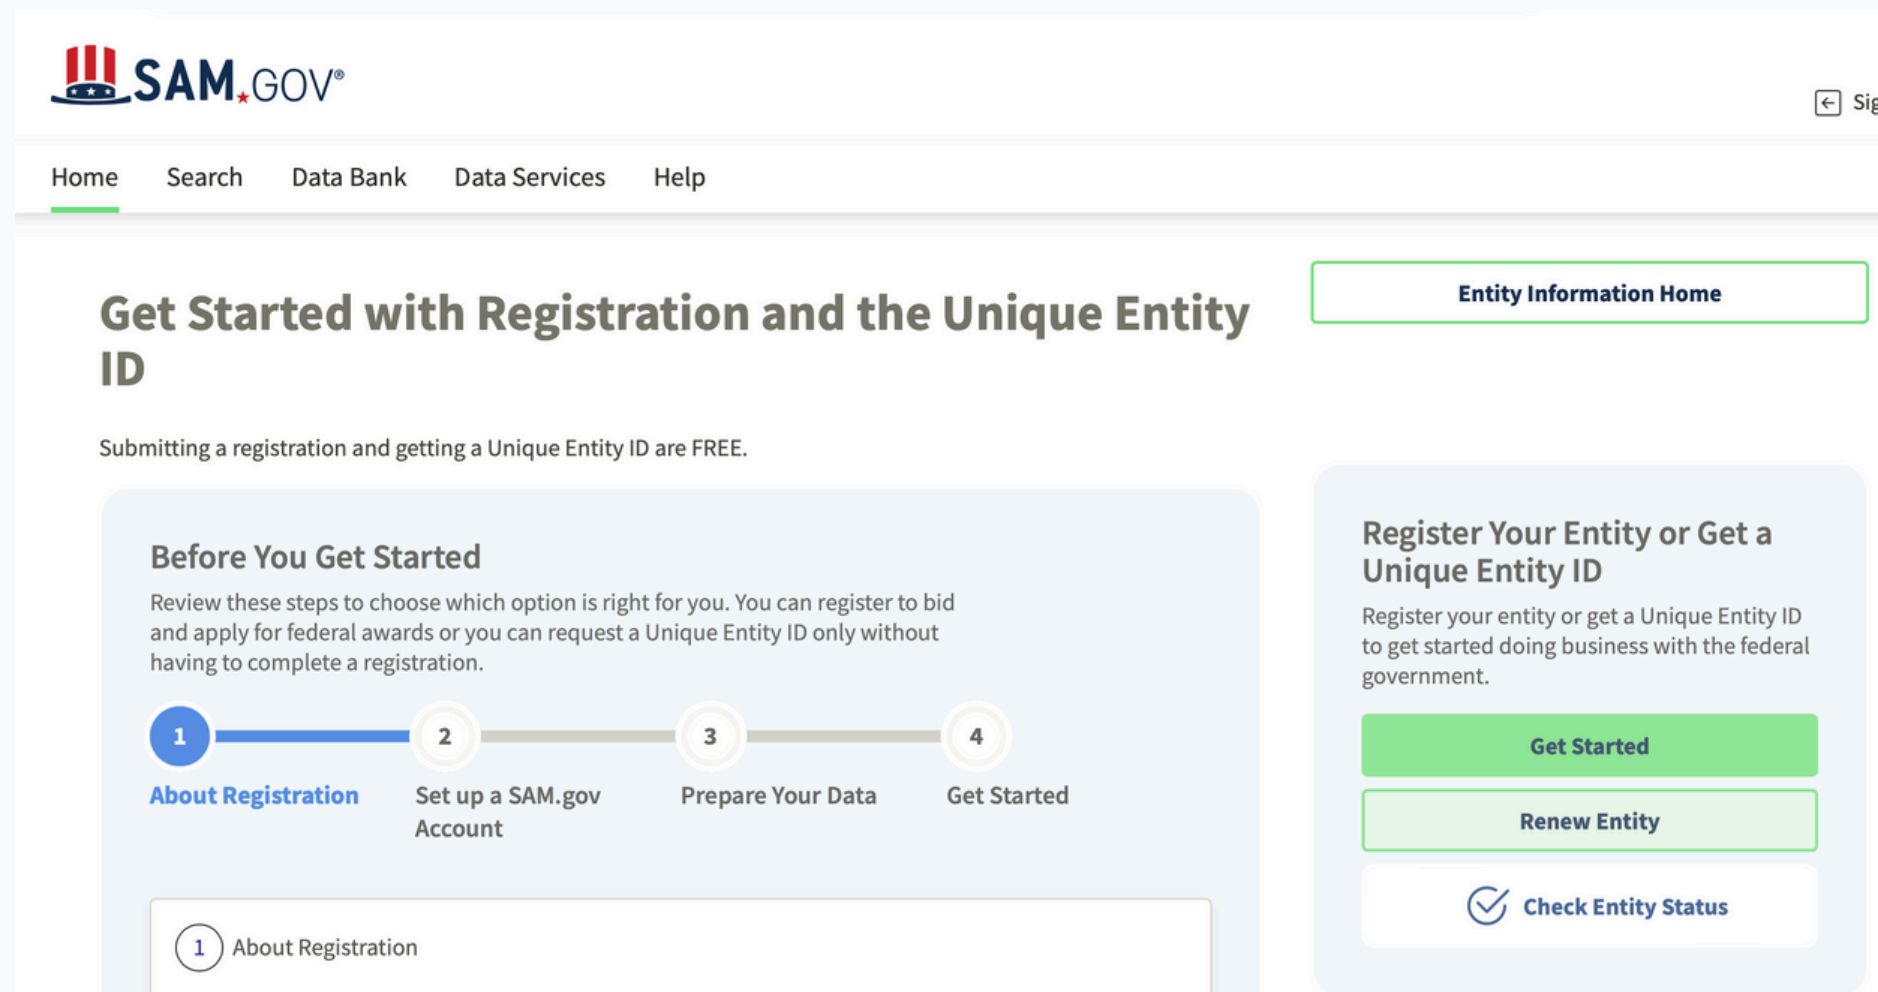 SAM.GOV®
Sig
Home Search Data Bank Data Services Help
Get Started with Registration and the Unique Entity
ID
Submitting a registration and getting a Unique Entity ID are FREE.
Before You Get Started
Review these steps to choose which option is right for you. You can register to bid
and apply for federal awards or you can request a Unique Entity ID only without
having to complete a registration.
1 2 3 4
About Registration
Set up a SAM.gov
Account
Prepare Your Data
Get Started
1 About Registration
Entity Information Home
Register Your Entity or Get a
Unique Entity ID
Register your entity or get a Unique Entity ID
to get started doing business with the federal
government.
Get Started
Renew Entity
Check Entity Status